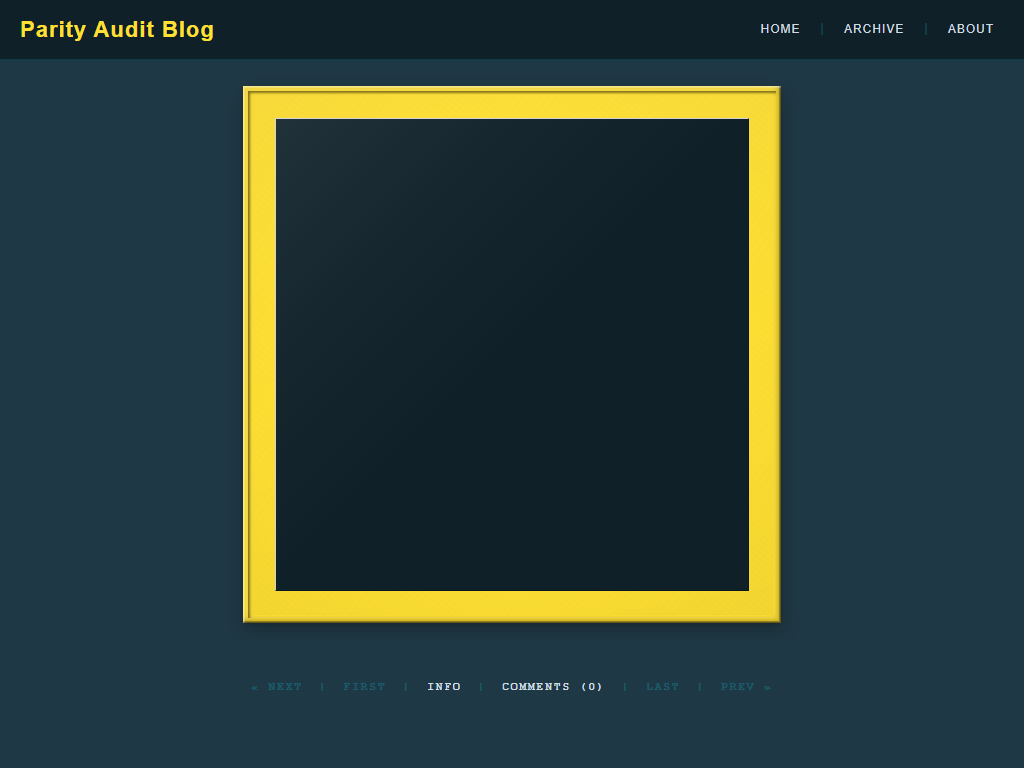 Parity Audit Blog
HOME | ARCHIVE | ABOUT
« NEXT | FIRST | INFO | COMMENTS (0) | LAST | PREV »